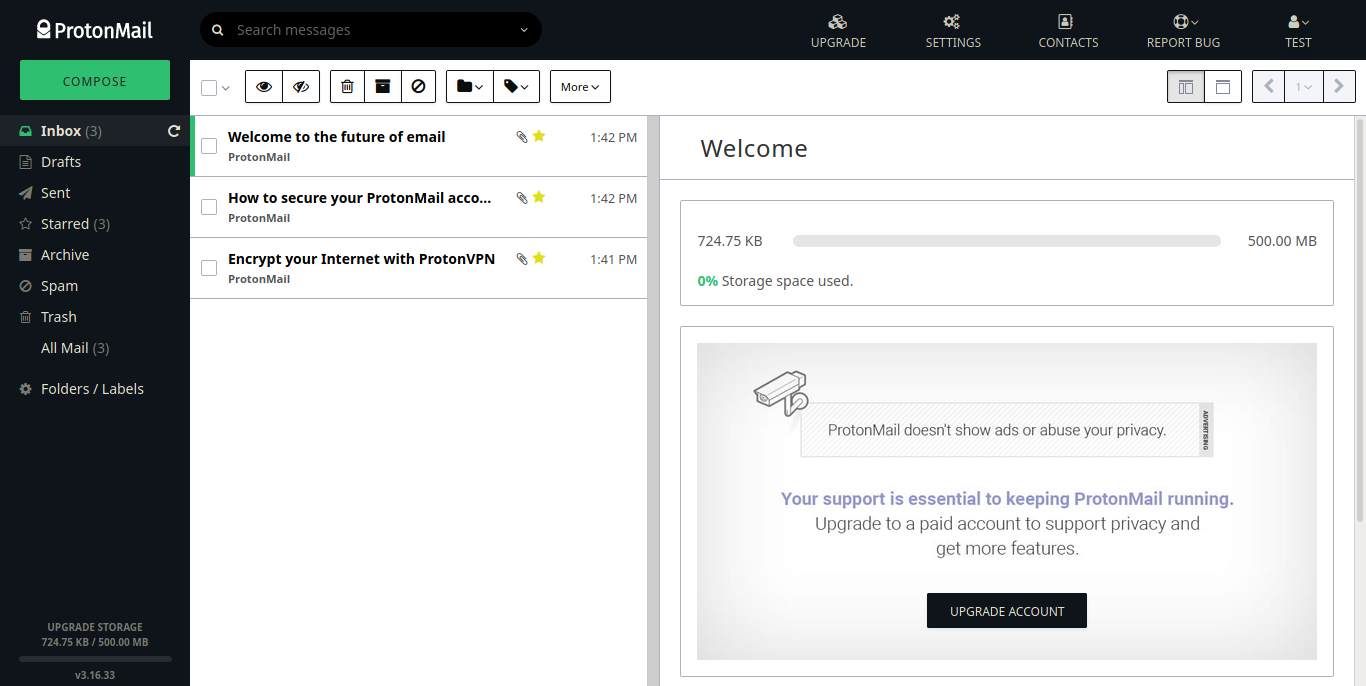 ProtonMail
Search messages
UPGRADE
SETTINGS
CONTACTS
REPORT BUG
TEST
COMPOSE
More
1
Inbox (3)
Drafts
Sent
Starred (3)
Archive
Spam
Trash
All Mail (3)
Folders / Labels
UPGRADE STORAGE
724.75 KB / 500.00 MB
v3.16.33
Welcome to the future of email
1:42 PM
ProtonMail
How to secure your ProtonMail acco...
1:42 PM
ProtonMail
Encrypt your Internet with ProtonVPN
1:41 PM
ProtonMail
Welcome
724.75 KB
500.00 MB
0% Storage space used.
ProtonMail doesn't show ads or abuse your privacy.
ADVERTISING
Your support is essential to keeping ProtonMail running.
Upgrade to a paid account to support privacy and
get more features.
UPGRADE ACCOUNT